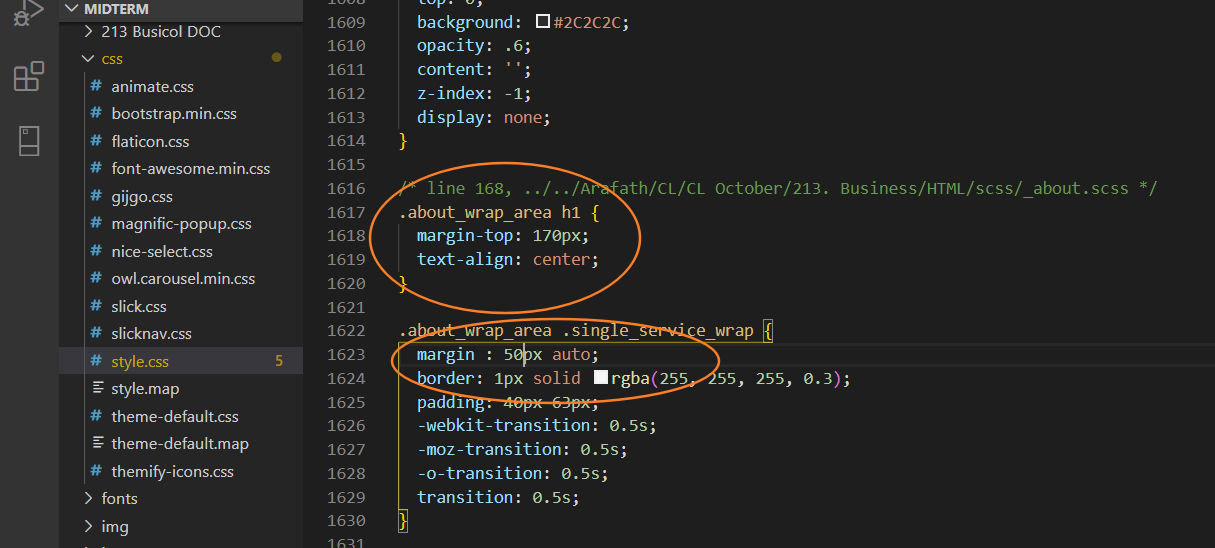 MIDTERM
213 Busicol DOC
css
# animate.css
# bootstrap.min.css
# flaticon.css
# font-awesome.min.css
# gijgo.css
# magnific-popup.css
# nice-select.css
# owl.carousel.min.css
# slick.css
# slicknav.css
# style.css 5
style.map
# theme-default.css
theme-default.map
# themify-icons.css
fonts
img
1608 top: 0;
1609 background: #2C2C2C;
1610 opacity: .6;
1611 content: '';
1612 z-index: -1;
1613 display: none;
1614 }
1615
1616 /* line 168, ../../Arafath/CL/CL October/213. Business/HTML/scss/_about.scss */
1617 .about_wrap_area h1 {
1618 margin-top: 170px;
1619 text-align: center;
1620 }
1621
1622 .about_wrap_area .single_service_wrap {
1623 margin : 50px auto;
1624 border: 1px solid rgba(255, 255, 255, 0.3);
1625 padding: 40px 63px;
1626 -webkit-transition: 0.5s;
1627 -moz-transition: 0.5s;
1628 -o-transition: 0.5s;
1629 transition: 0.5s;
1630 }
1631